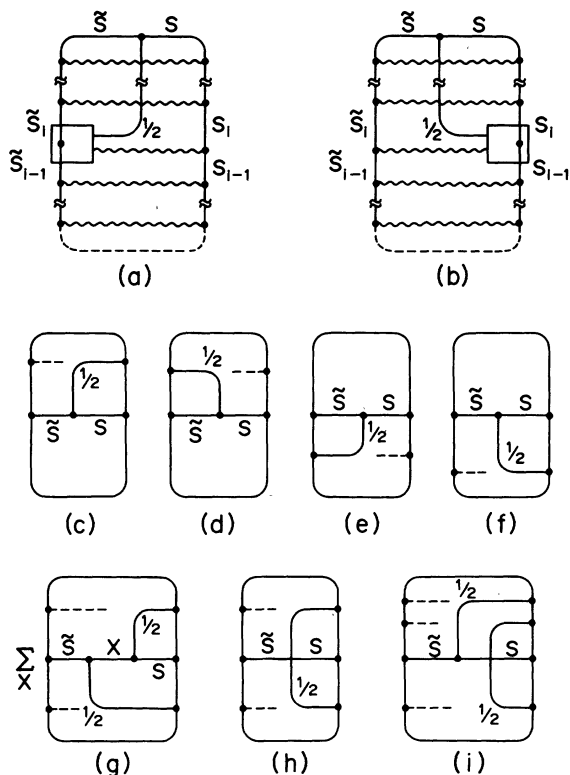 S̃ S S̃ S
S̃ᵢ 1/2 Sᵢ S̃ᵢ 1/2 Sᵢ
S̃ᵢ₋₁ Sᵢ₋₁ S̃ᵢ₋₁ Sᵢ₋₁
(a) (b)
1/2 1/2 S̃ S S̃ S
S̃ S S̃ S 1/2 1/2
(c) (d) (e) (f)
1/2 1/2
Σ X S̃ X S S̃ S S̃ S
1/2 1/2 1/2
(g) (h) (i)